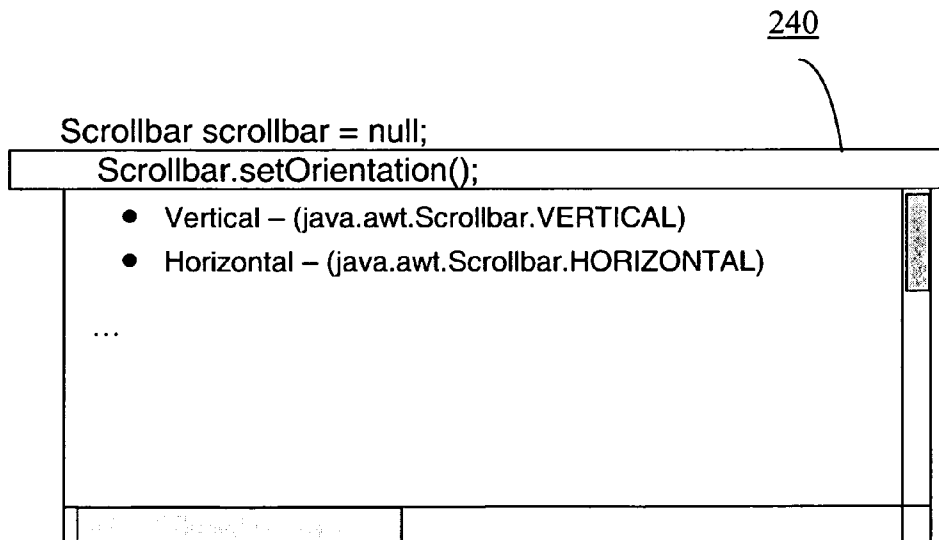 240
Scrollbar scrollbar = null;
Scrollbar.setOrientation();
● Vertical – (java.awt.Scrollbar.VERTICAL)
● Horizontal – (java.awt.Scrollbar.HORIZONTAL)
...